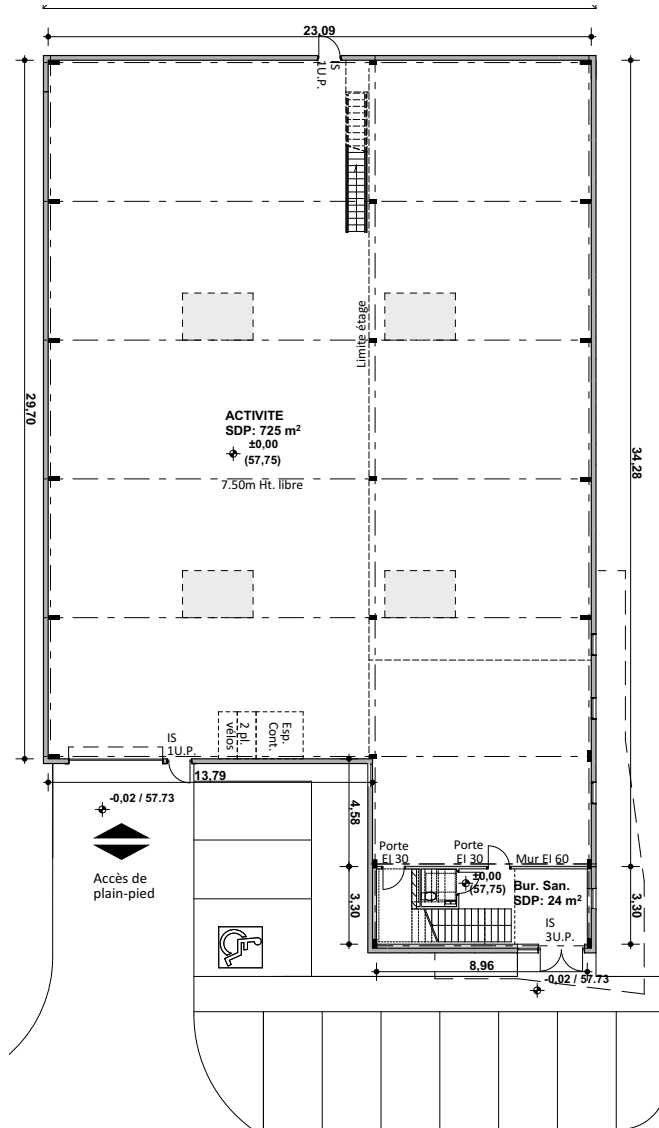 23,09
IS
1U.P.
29,70
34,28
Limite étage
ACTIVITE
SDP: 725 m²
±0,00
(57,75)
7.50m Ht. libre
IS
1U.P.
2 pl.
vélos
Esp.
Cont.
13,79
-0,02 / 57.73
Accès de
plain-pied
4,58
3,30
Porte
EI 30
Porte
EI 30
Mur EI 60
±0,00
(57,75)
Bur. San.
SDP: 24 m²
IS
3U.P.
3,30
8,96
-0,02 / 57.73